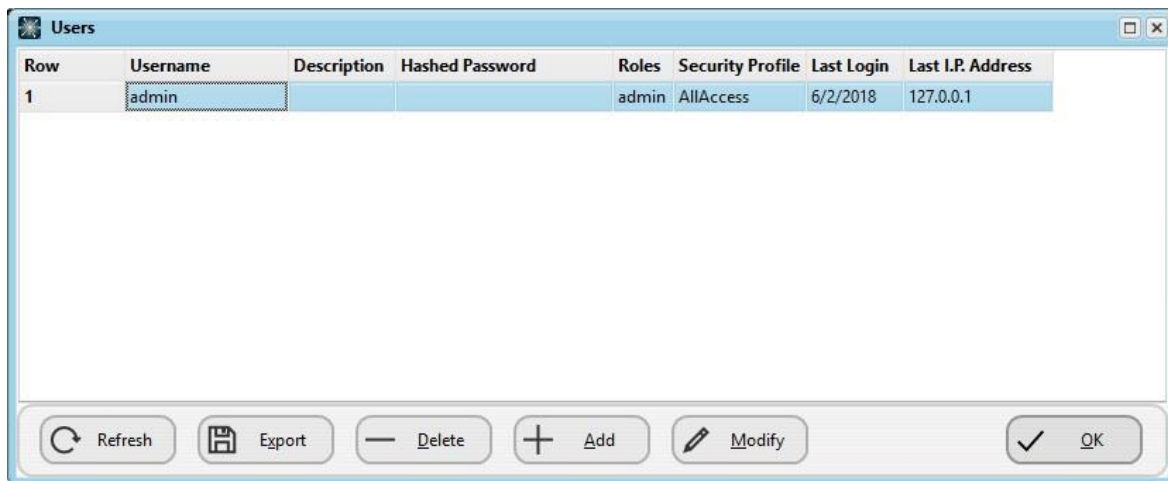 Users
Row Username Description Hashed Password Roles Security Profile Last Login Last I.P. Address
1 admin admin AllAccess 6/2/2018 127.0.0.1
Refresh Export Delete Add Modify OK